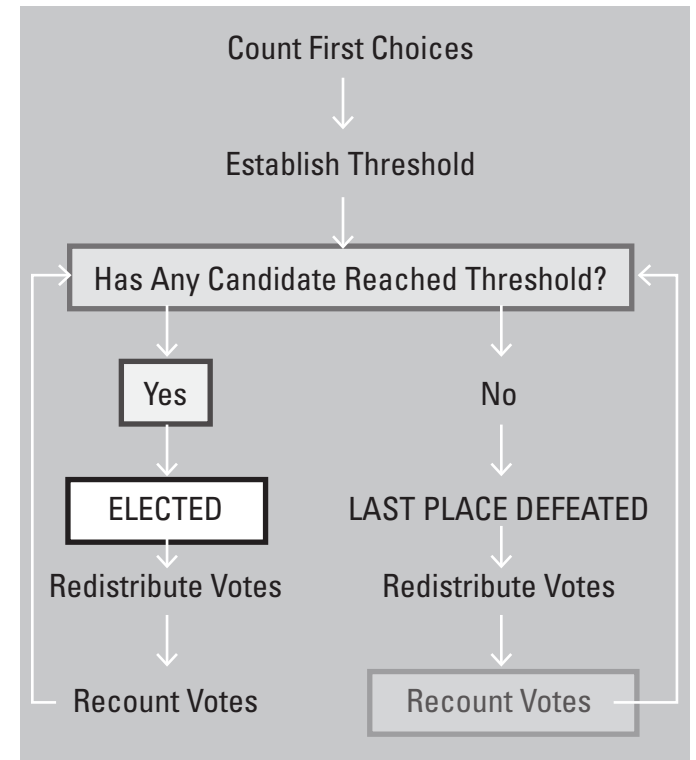 Count First Choices
Establish Threshold
Has Any Candidate Reached Threshold?
Yes
No
ELECTED
LAST PLACE DEFEATED
Redistribute Votes
Redistribute Votes
Recount Votes
Recount Votes